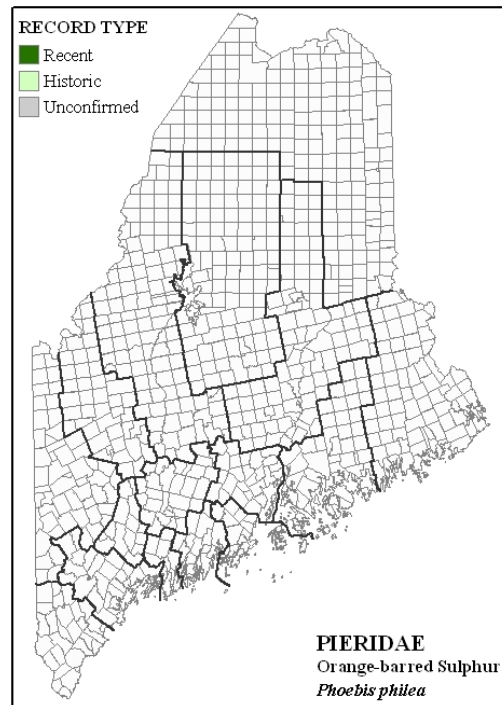 RECORD TYPE
Recent
Historic
Unconfirmed
PIERIDAE
Orange-barred Sulphur
Phoebis philea